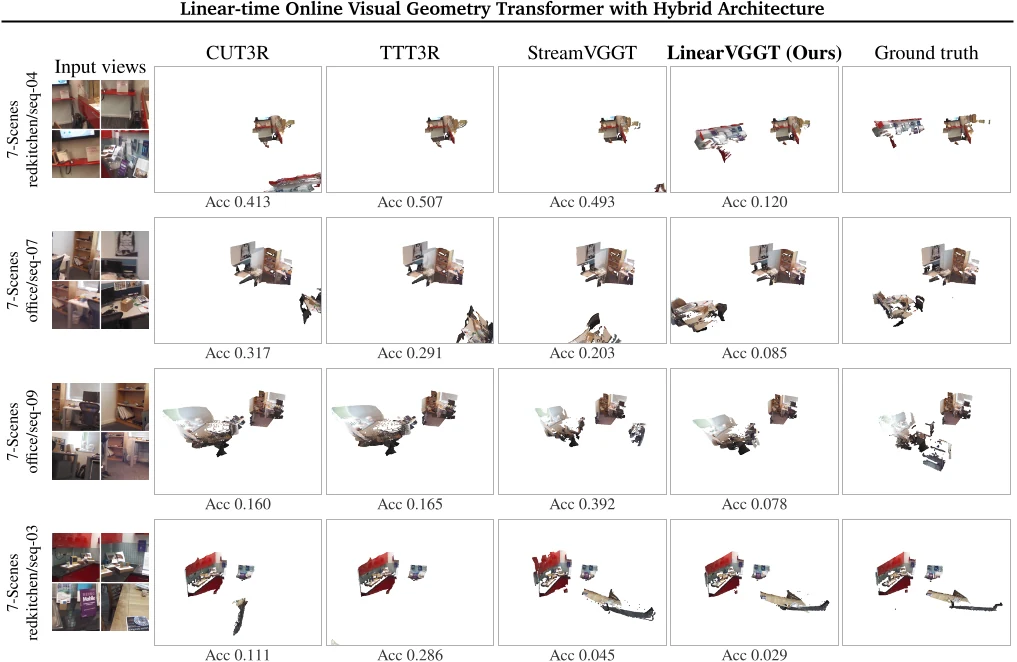 Linear-time Online Visual Geometry Transformer with Hybrid Architecture
Input views
CUT3R
TTT3R
StreamVGGT
LinearVGGT (Ours)
Ground truth
7-Scenes
redkitchen/seq-04
Acc 0.413
Acc 0.507
Acc 0.493
Acc 0.120
7-Scenes
office/seq-07
Acc 0.317
Acc 0.291
Acc 0.203
Acc 0.085
7-Scenes
office/seq-09
Acc 0.160
Acc 0.165
Acc 0.392
Acc 0.078
7-Scenes
redkitchen/seq-03
Acc 0.111
Acc 0.286
Acc 0.045
Acc 0.029